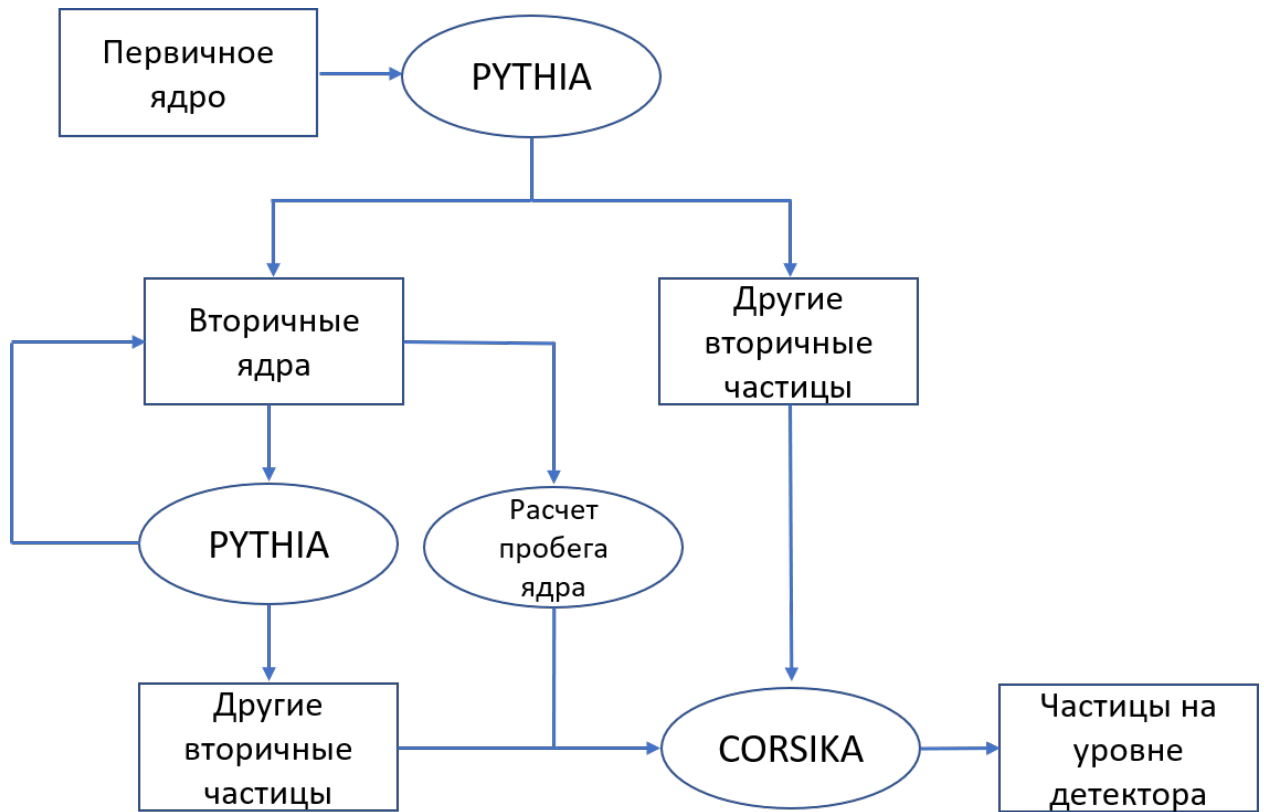 Первичное
ядро
PYTHIA
Вторичные
ядра
Другие
вторичные
частицы
PYTHIA
Расчет
пробега
ядра
Другие
вторичные
частицы
CORSIKA
Частицы на
уровне
детектора